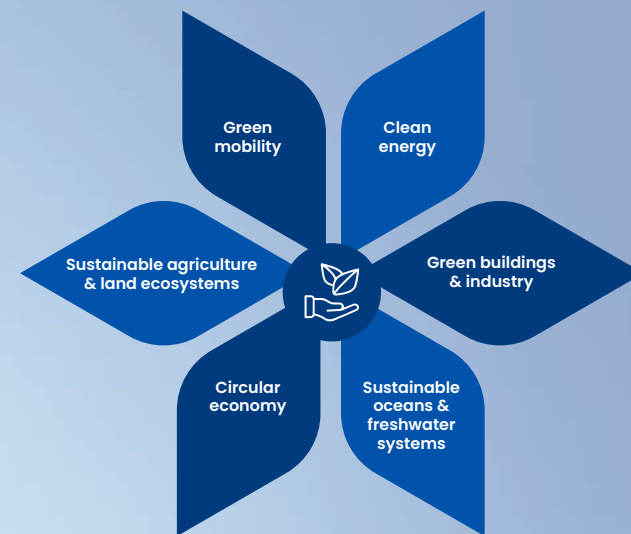 Green
mobility
Clean
energy
Sustainable agriculture
& land ecosystems
Green buildings
& industry
Circular
economy
Sustainable
oceans &
freshwater
systems